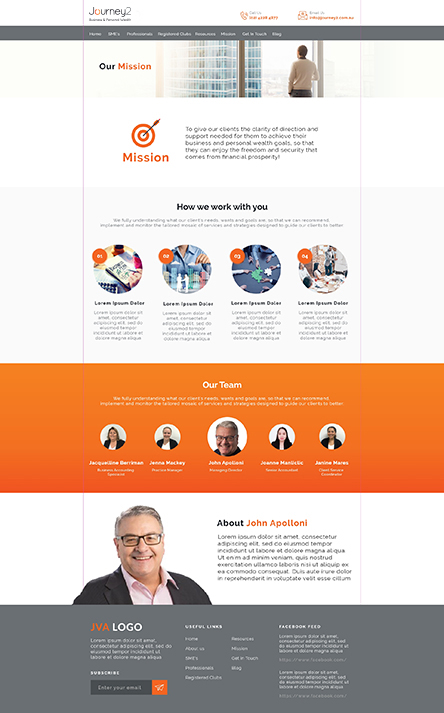 Journey2
Business & Personal Wealth
Call Us
(02) 4228 4877
Email Us
info@journey2.com.au
Home SME's Professionals Registered Clubs Resources Mission Get In Touch Blog
Our Mission
Mission
To give our clients the clarity of direction and
support needed for them to achieve their
business and personal wealth goals, so that
they can enjoy the freedom and security that
comes from financial prosperity!
How we work with you
We fully understanding what our client's needs, wants and goals are, so that we can recommend,
implement and monitor the tailored mosaic of services and strategies designed to guide our clients to better
01
02
03
04
Lorem Ipsum Dolor
Lorem ipsum dolor
sit amet, consectetur
adipiscing elit, sed do
eiusmod tempor
incididunt ut labore et
dolore magna aliqua
Lorem Ipsum Dolor
Lorem ipsum dolor
sit amet, consectetur
adipiscing elit, sed do
eiusmod tempor
incididunt ut labore et
dolore magna aliqua
Lorem Ipsum Dolor
Lorem ipsum dolor
sit amet, consectetur
adipiscing elit, sed do
eiusmod tempor
incididunt ut labore et
dolore magna aliqua
Lorem Ipsum Dolor
Lorem ipsum dolor
sit amet, consectetur
adipiscing elit, sed do
eiusmod tempor
incididunt ut labore et
dolore magna aliqua
Our Team
We fully understanding what our client's needs, wants and goals are, so that we can recommend,
implement and monitor the tailored mosaic of services and strategies designed to guide our clients to better
Jacqueline Berriman
Business Accounting
Specialist
Jenna Mackey
Practice Manager
John Apolloni
Managing Director
Joanne Manticlic
Senior Accountant
Janine Mares
Client Service
Coordinator
About John Apolloni
Lorem ipsum dolor sit amet, consectetur
adipiscing elit, sed do eiusmod tempor
incididunt ut labore et dolore magna aliqua.
Ut enim ad minim veniam, quis nostrud
exercitation ullamco laboris nisi ut aliquip ex ea
commodo consequat. Duis aute irure dolor
in reprehenderit in voluptate velit esse cillum
JVA LOGO
Lorem ipsum dolor sit amet,
consectetur adipiscing elit, sed do
eiusmod tempor incididunt ut
labore et dolore magna aliqua
SUBSCRIBE
Enter your email
USEFUL LINKS
Home
About us
SME's
Professionals
Registered Clubs
Resources
Mission
Get In Touch
Blog
FACEBOOK FEED
Lorem ipsum dolor sit amet,
consectetur adipiscing elit, sed do
dolore magna aliqua
https://www.facebook.com/
Lorem ipsum dolor sit amet,
consectetur adipiscing elit, sed do
dolore magna aliqua
https://www.facebook.com/